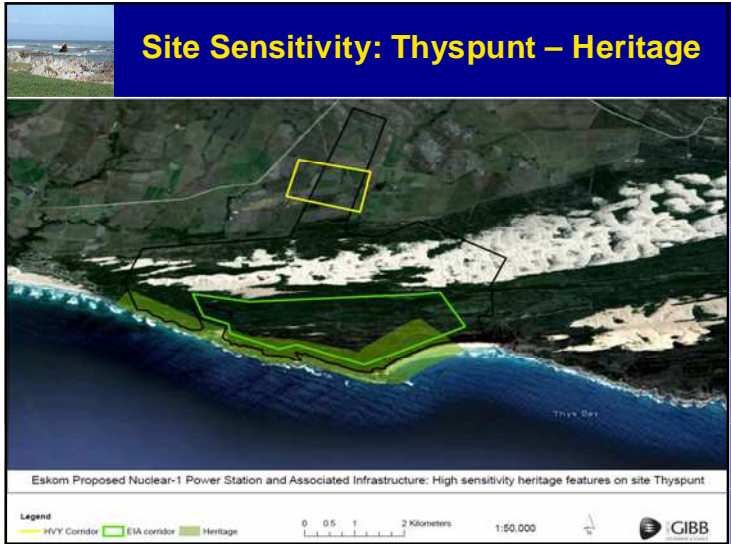 Site Sensitivity: Thyspunt – Heritage
Thys Bay
Eskom Proposed Nuclear-1 Power Station and Associated Infrastructure: High sensitivity heritage features on site Thyspunt
Legend
HVY Corridor EIA corridor Heritage
0 0.5 1 2 Kilometers
1:50,000
N
GIBB